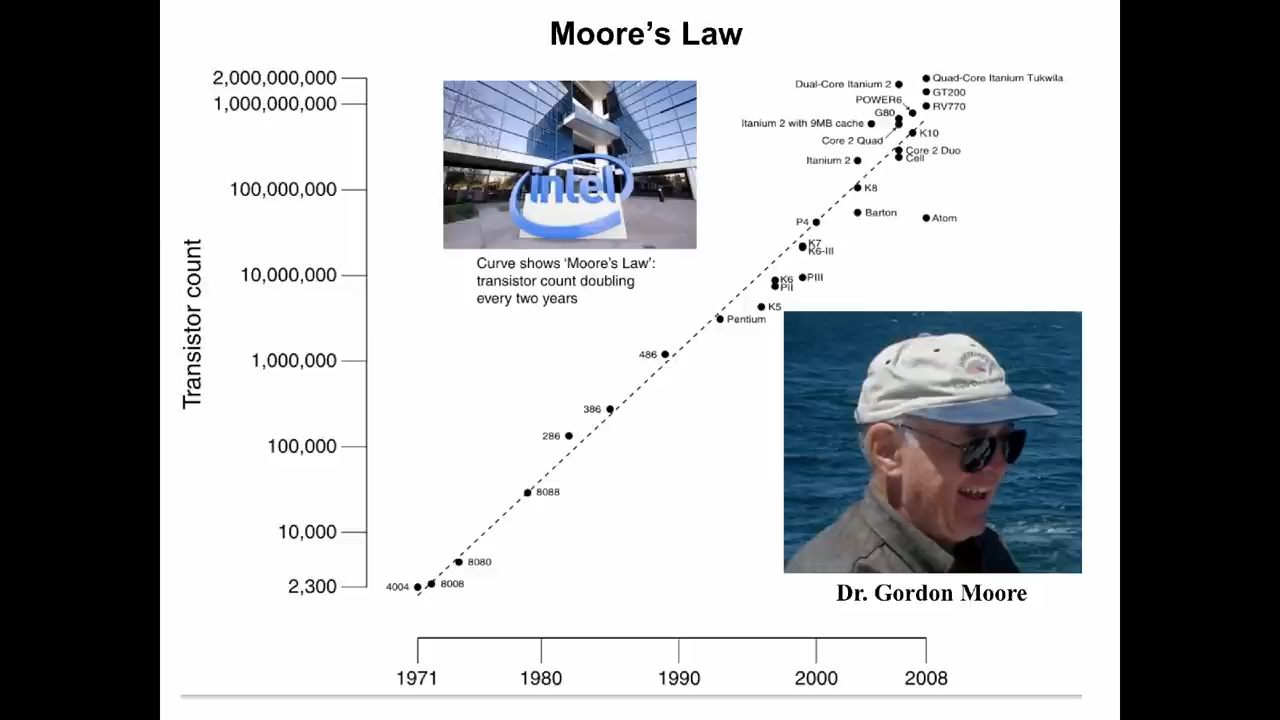 Moore's Law
2,000,000,000
1,000,000,000
100,000,000
10,000,000
1,000,000
100,000
10,000
2,300
Transistor count
intel
Curve shows ‘Moore's Law’:
transistor count doubling
every two years
Quad-Core Itanium Tukwila
Dual-Core Itanium 2
GT200
POWER6
RV770
G80
Itanium 2 with 9MB cache
K10
Core 2 Quad
Core 2 Duo
Cell
Itanium 2
K8
Barton
Atom
P4
K7
K6-III
PIII
K6
PII
K5
Pentium
486
386
286
8088
8080
8008
4004
Dr. Gordon Moore
1971
1980
1990
2000
2008